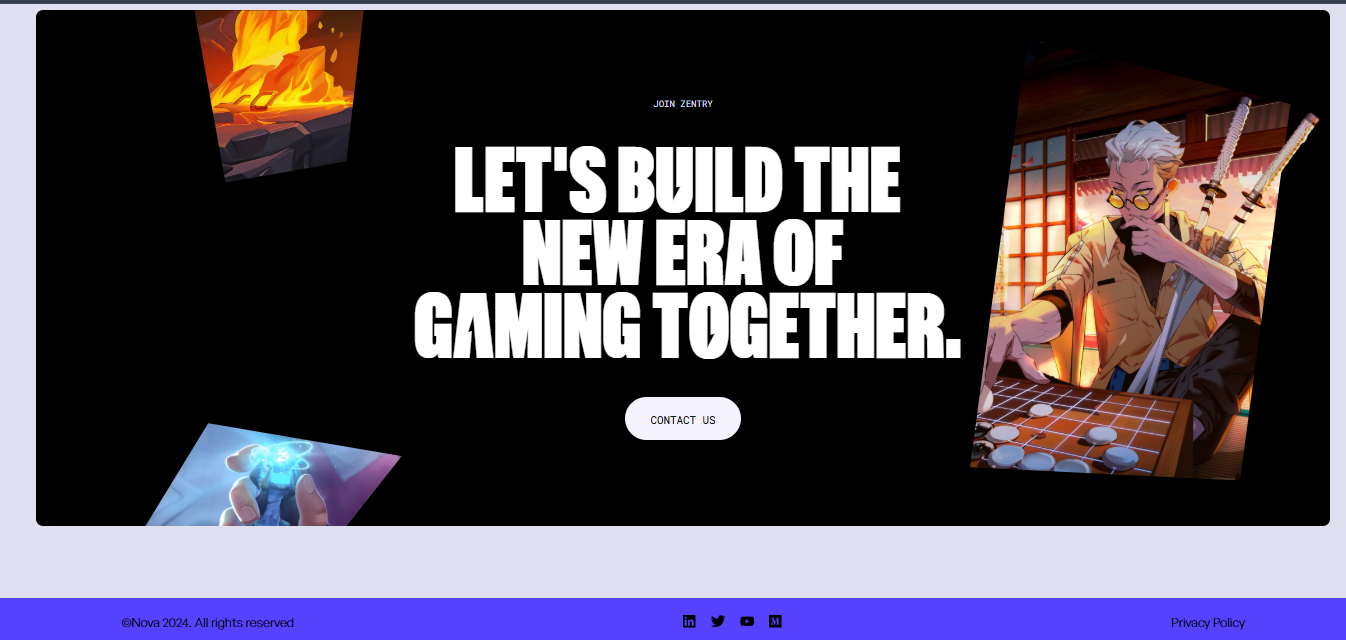 JOIN ZENTRY
LET'S BUILD THE
NEW ERA OF
GAMING TOGETHER.
CONTACT US
©Nova 2024. All rights reserved
in
M
Privacy Policy